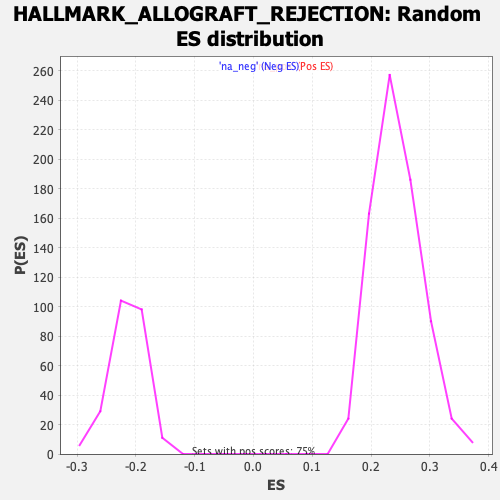 HALLMARK_ALLOGRAFT_REJECTION: Random
ES distribution
'na_neg' (Neg ES)Pos ES)
260
240
220
200
180
160
140
120
100
80
60
40
20
0
P(ES)
Sets with pos scores: 75%
-0.3 -0.2 -0.1 0.0 0.1 0.2 0.3 0.4
ES